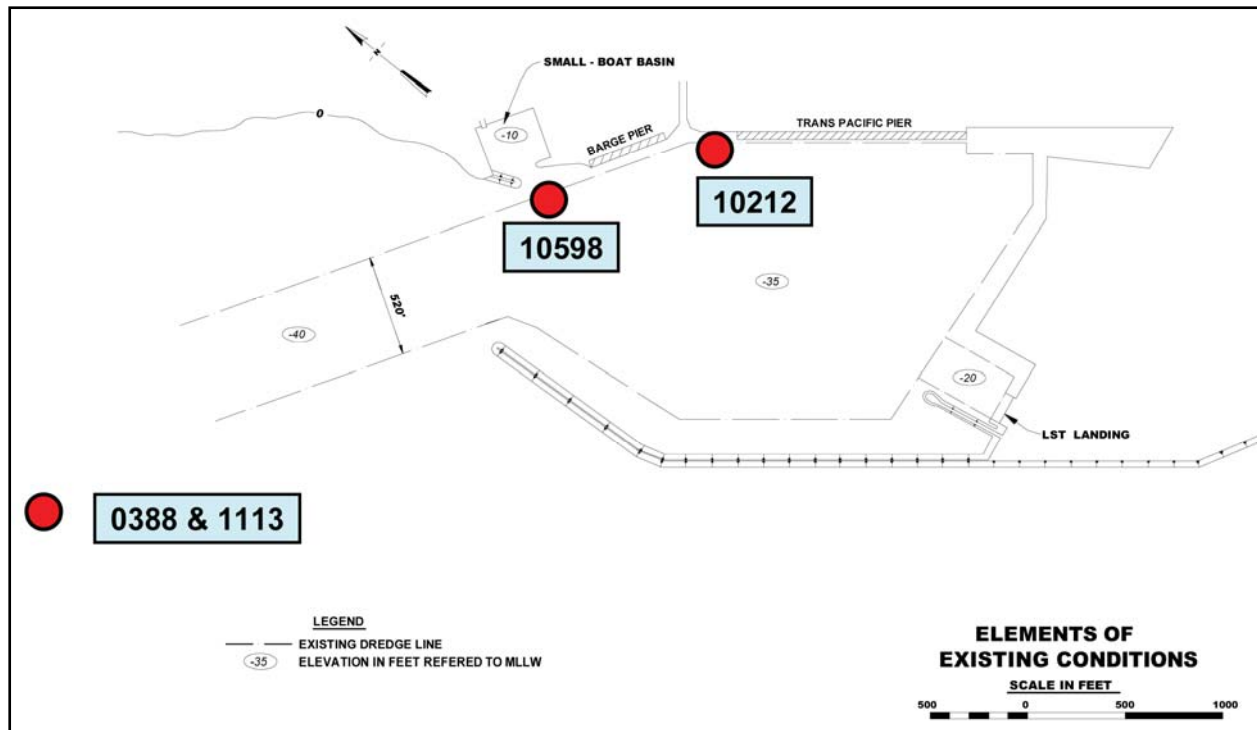 N
SMALL - BOAT BASIN
0
-10
BARGE PIER
TRANS PACIFIC PIER
10212
10598
-35
520'
-40
-20
LST LANDING
0388 & 1113
LEGEND
EXISTING DREDGE LINE
-35 ELEVATION IN FEET REFERED TO MLLW
ELEMENTS OF
EXISTING CONDITIONS
SCALE IN FEET
500 0 500 1000